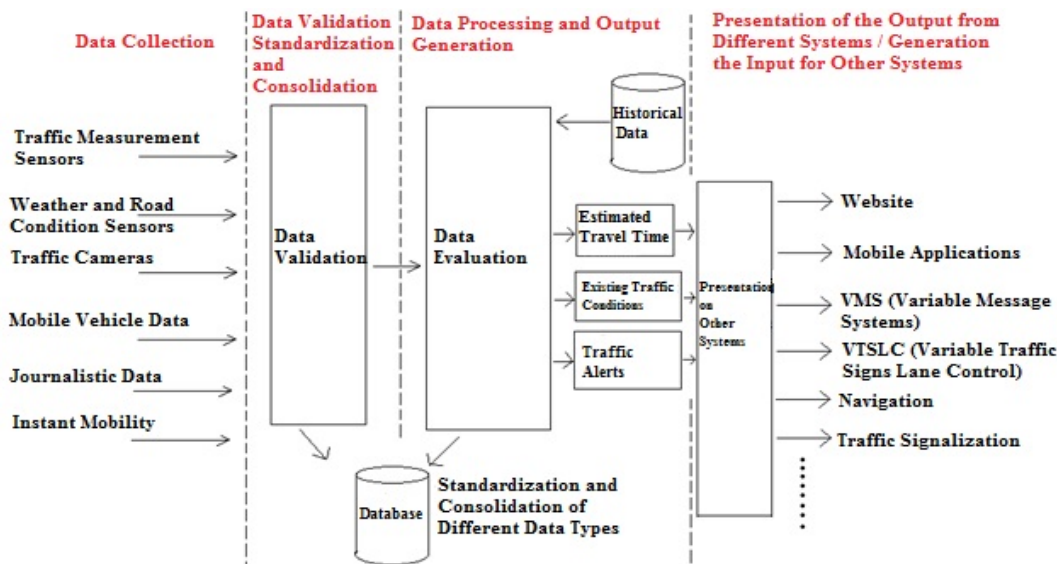 Data Collection
Data Validation
Standardization
and
Consolidation
Data Processing and Output
Generation
Presentation of the Output from
Different Systems / Generation
the Input for Other Systems
Traffic Measurement
Sensors
Weather and Road
Condition Sensors
Traffic Cameras
Mobile Vehicle Data
Journalistic Data
Instant Mobility
Data
Validation
Data
Evaluation
Historical
Data
Estimated
Travel Time
Existing Traffic
Conditions
Traffic
Alerts
Presentation
on
Other
Systems
Website
Mobile Applications
VMS (Variable Message
Systems)
VTSLC (Variable Traffic
Signs Lane Control)
Navigation
Traffic Signalization
Database
Standardization and
Consolidation of
Different Data Types